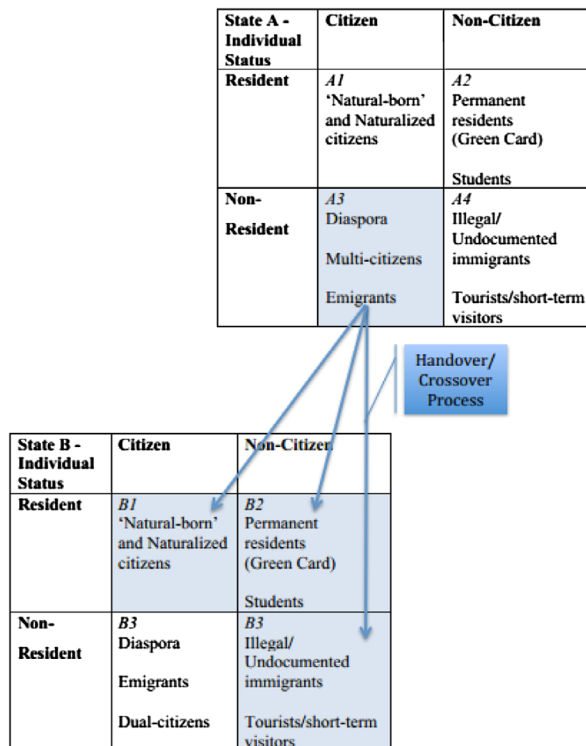 State A - Individual Status Citizen Non-Citizen
Resident
A1
‘Natural-born’
and Naturalized
citizens
A2
Permanent
residents
(Green Card)
Students
Non-
Resident
A3
Diaspora
Multi-citizens
Emigrants
A4
Illegal/
Undocumented
immigrants
Tourists/short-term
visitors
Handover/
Crossover
Process
State B - Individual Status Citizen Non-Citizen
Resident
B1
‘Natural-born’
and Naturalized
citizens
B2
Permanent
residents
(Green Card)
Students
Non-
Resident
B3
Diaspora
Emigrants
Dual-citizens
B3
Illegal/
Undocumented
immigrants
Tourists/short-term
visitors